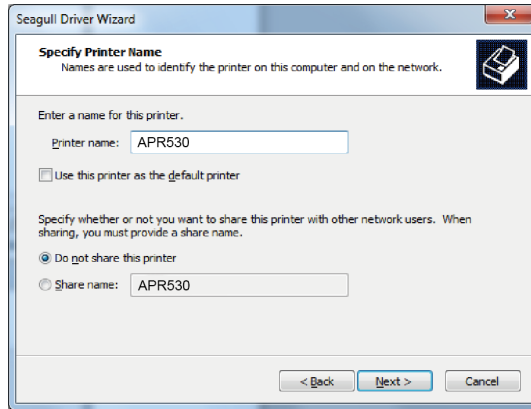 Seagull Driver Wizard
Specify Printer Name
Names are used to identify the printer on this computer and on the network.
Enter a name for this printer.
Printer name: APR530
Use this printer as the default printer
Specify whether or not you want to share this printer with other network users. When
sharing, you must provide a share name.
Do not share this printer
Share name: APR530
< Back Next > Cancel